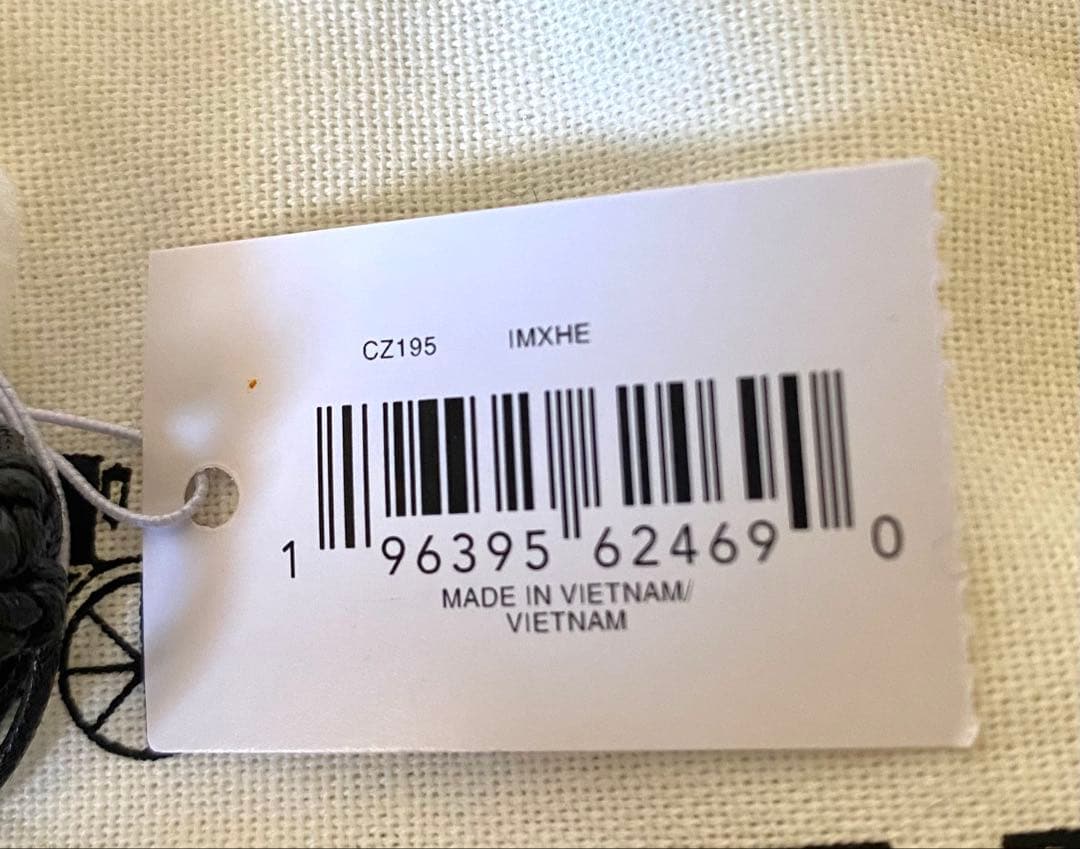 CZ195 IMXHE
1 96395 62469 0
MADE IN VIETNAM/
VIETNAM